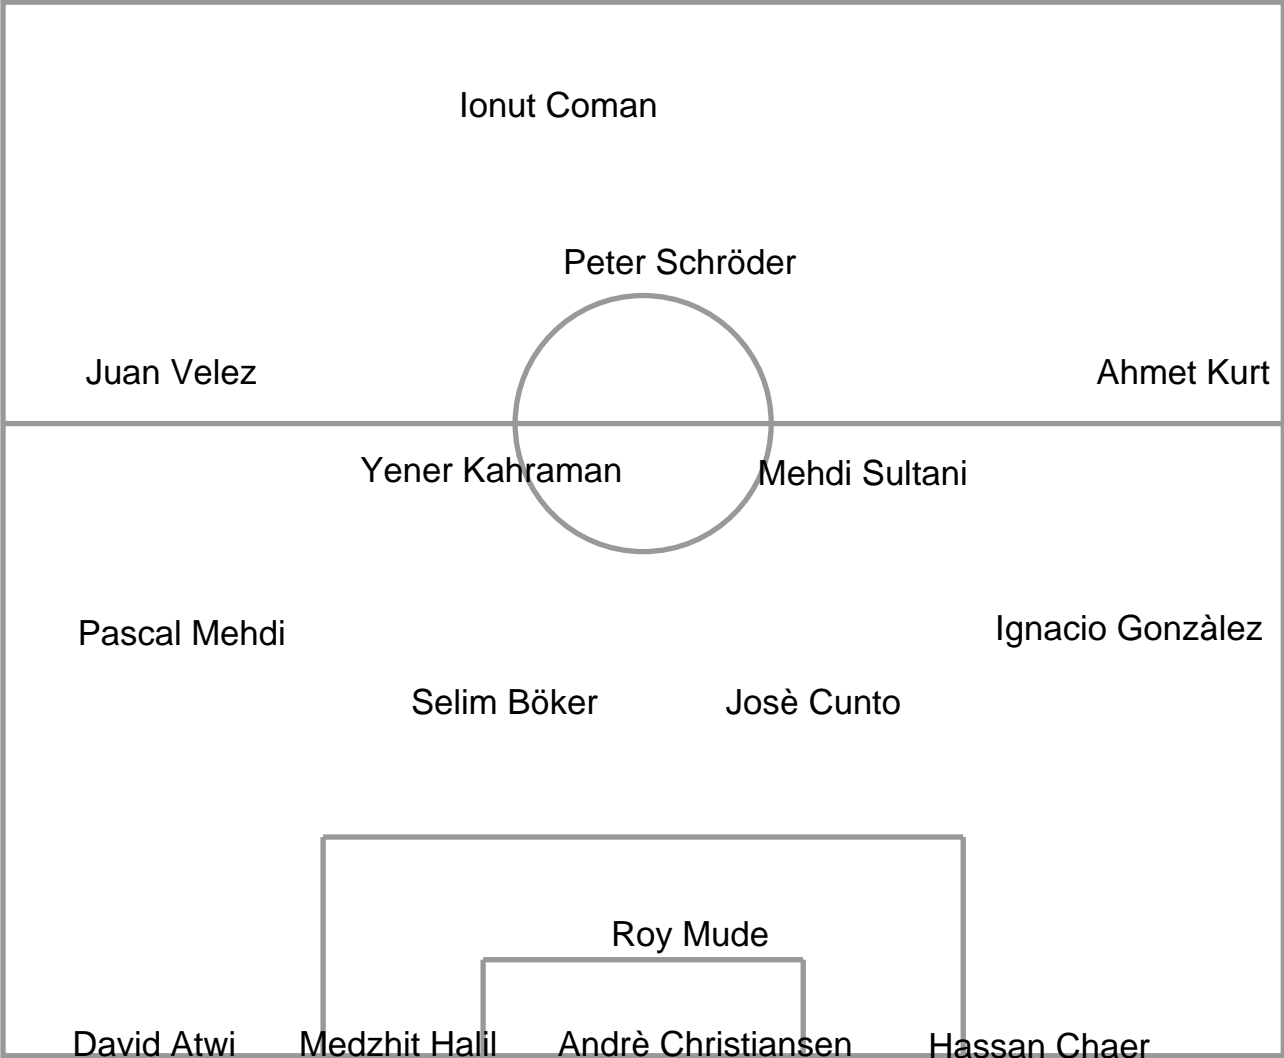 Ionut Coman
Peter Schröder
Juan Velez
Ahmet Kurt
Yener Kahraman
Mehdi Sultani
Pascal Mehdi
Ignacio Gonzàlez
Selim Böker
Josè Cunto
Roy Mude
David Atwi
Medzhit Halil
Andrè Christiansen
Hassan Chaer